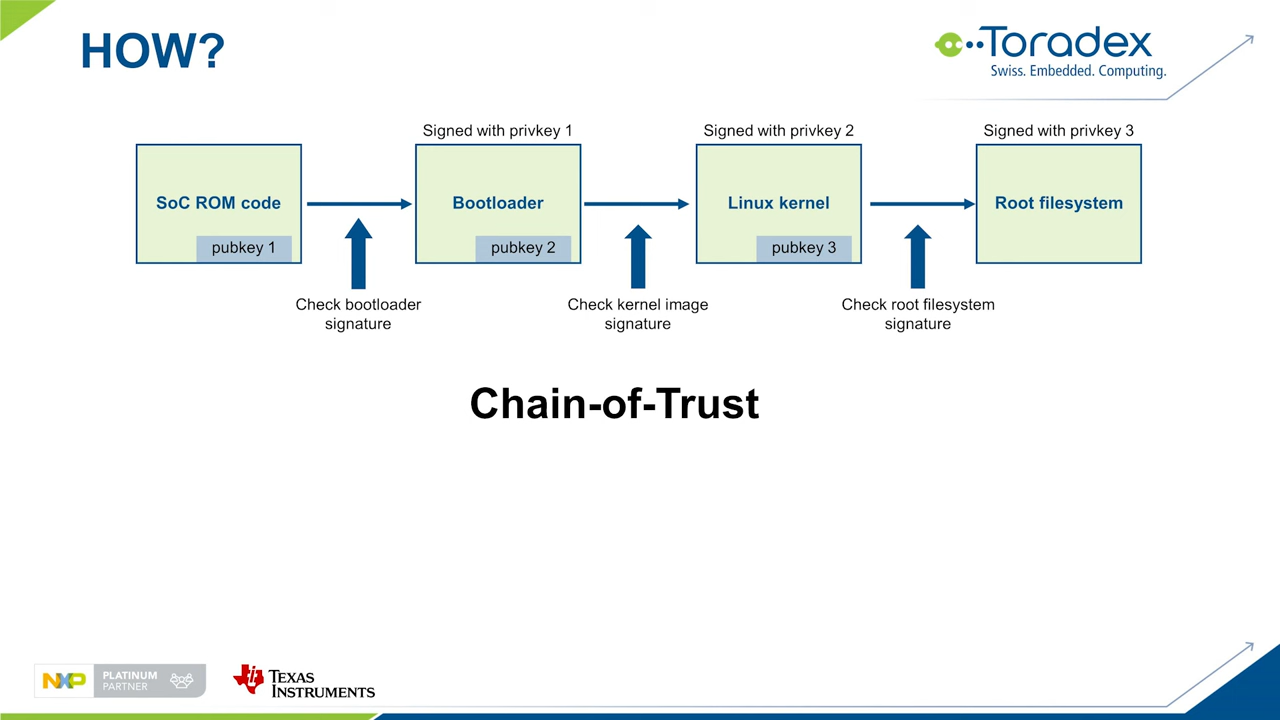 HOW?
Toradex
Swiss. Embedded. Computing.
Signed with privkey 1
Signed with privkey 2
Signed with privkey 3
SoC ROM code
Bootloader
Linux kernel
Root filesystem
pubkey 1
pubkey 2
pubkey 3
Check bootloader
signature
Check kernel image
signature
Check root filesystem
signature
Chain-of-Trust
NXP
PLATINUM
PARTNER
TEXAS
INSTRUMENTS